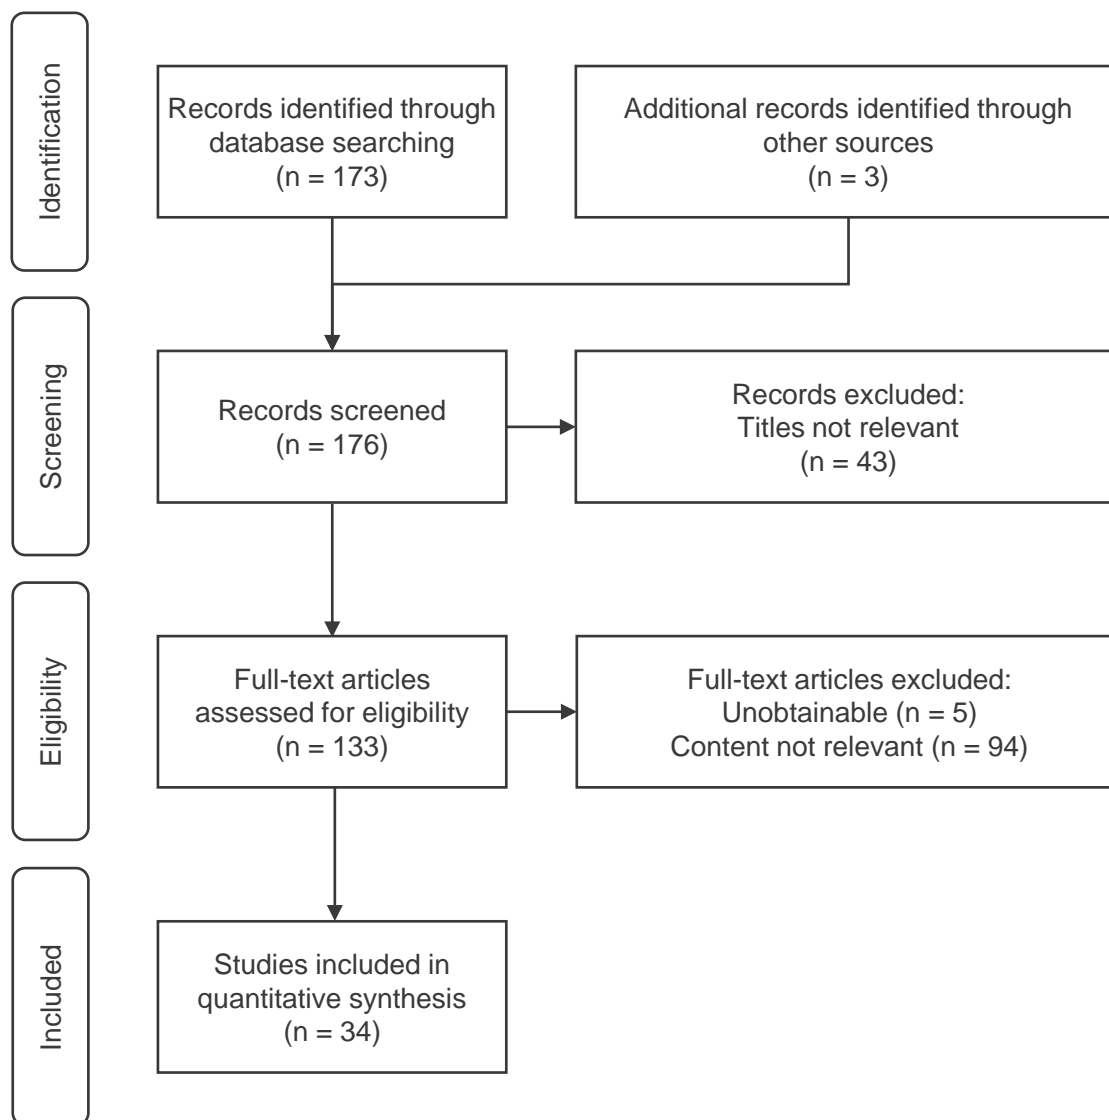 Identification
Records identified through
database searching
(n = 173)
Additional records identified through
other sources
(n = 3)
Screening
Records screened
(n = 176)
Records excluded:
Titles not relevant
(n = 43)
Eligibility
Full-text articles
assessed for eligibility
(n = 133)
Full-text articles excluded:
Unobtainable (n = 5)
Content not relevant (n = 94)
Included
Studies included in
quantitative synthesis
(n = 34)